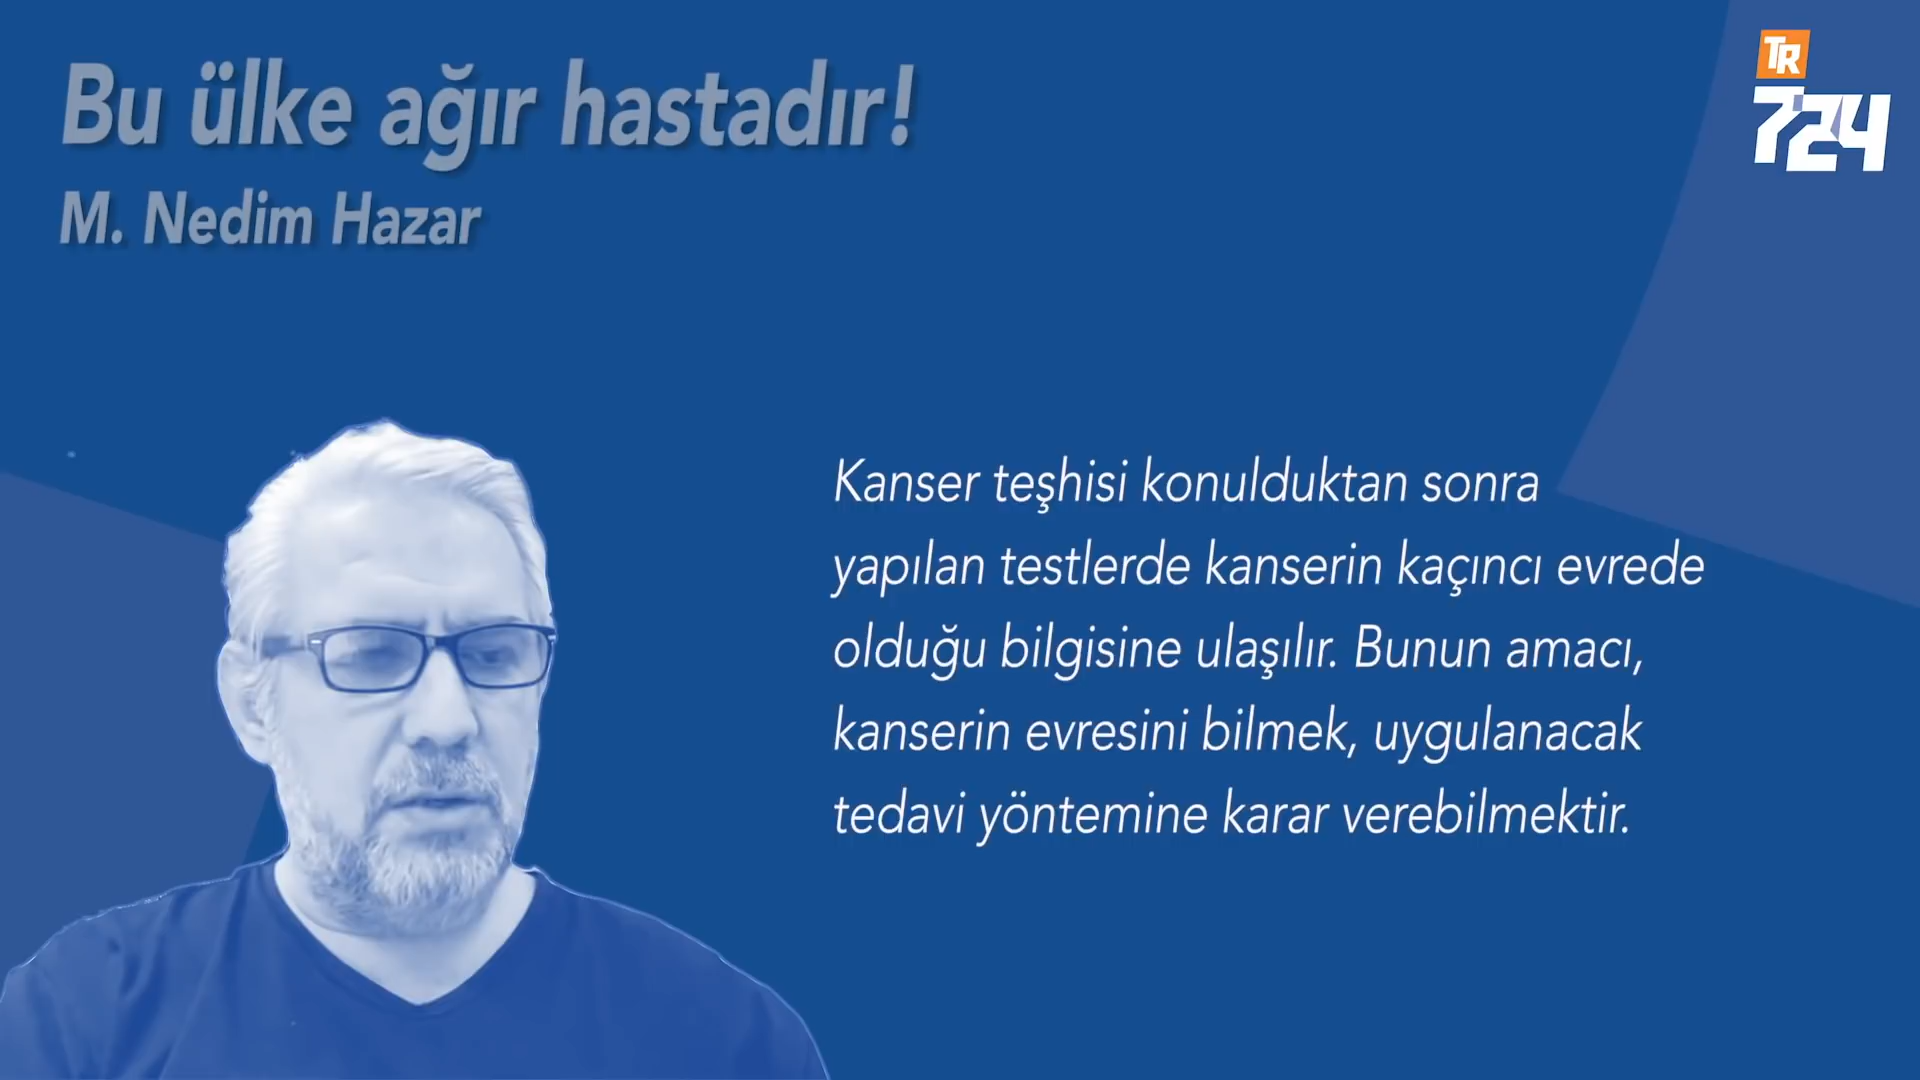 Bu ülke ağır hastadır!
M. Nedim Hazar
TR
724
Kanser teşhisi konulduktan sonra
yapılan testlerde kanserin kaçıncı evrede
olduğu bilgisine ulaşılır. Bunun amacı,
kanserin evresini bilmek, uygulanacak
tedavi yöntemine karar verebilmektir.